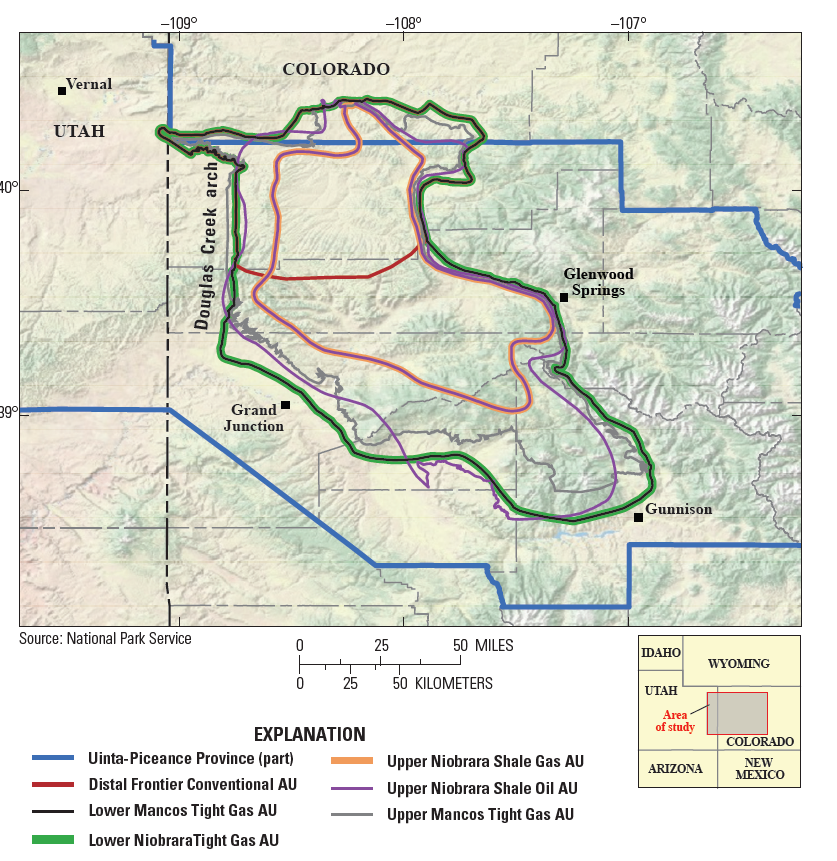 –109°
–108°
–107°
COLORADO
Vernal
UTAH
40°
Douglas Creek arch
Glenwood
Springs
39°
Grand
Junction
Gunnison
Source: National Park Service
0 25 50 MILES
0 25 50 KILOMETERS
IDAHO
WYOMING
UTAH
Area
of study
COLORADO
ARIZONA
NEW
MEXICO
EXPLANATION
Uinta-Piceance Province (part)
Distal Frontier Conventional AU
Lower Mancos Tight Gas AU
Lower NiobraraTight Gas AU
Upper Niobrara Shale Gas AU
Upper Niobrara Shale Oil AU
Upper Mancos Tight Gas AU